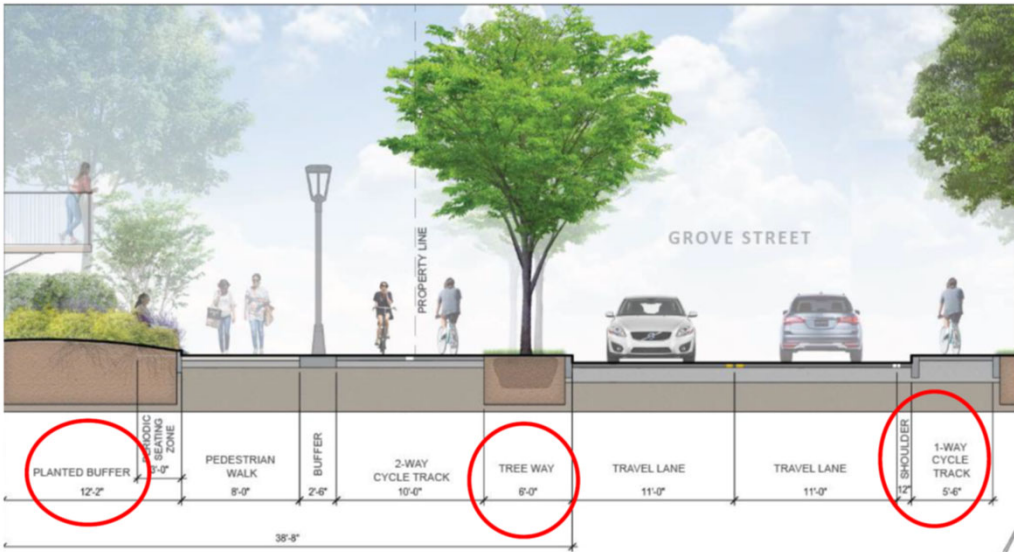 PROPERTY LINE
GROVE STREET
PLANTED BUFFER
12'-2"
PERIODIC
SEATING
ZONE
3'-0"
PEDESTRIAN
WALK
8'-0"
BUFFER
2'-6"
2-WAY
CYCLE TRACK
10'-0"
TREE WAY
6'-0"
TRAVEL LANE
11'-0"
TRAVEL LANE
11'-0"
SHOULDER
12"
1-WAY
CYCLE
TRACK
5'-6"
38'-8"